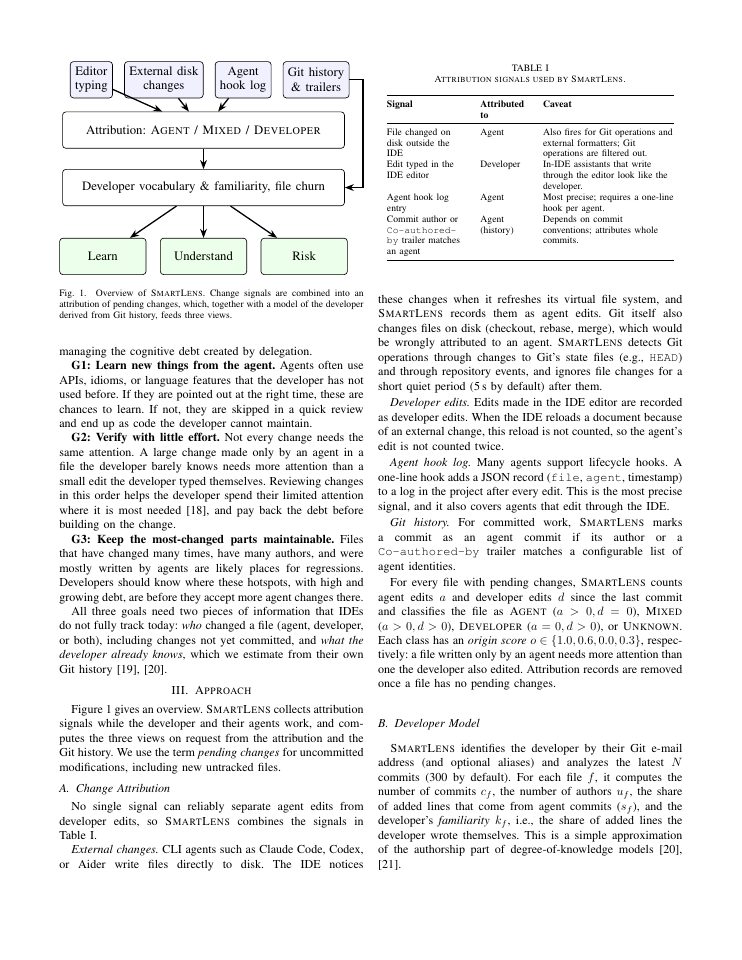 Editor
typing
External disk
changes
Agent
hook log
Git history
& trailers
Attribution: AGENT / MIXED / DEVELOPER
Developer vocabulary & familiarity, file churn
Learn
Understand
Risk
Fig. 1. Overview of SMARTLENS. Change signals are combined into an
attribution of pending changes, which, together with a model of the developer
derived from Git history, feeds three views.
managing the cognitive debt created by delegation.
G1: Learn new things from the agent. Agents often use
APIs, idioms, or language features that the developer has not
used before. If they are pointed out at the right time, these are
chances to learn. If not, they are skipped in a quick review
and end up as code the developer cannot maintain.
G2: Verify with little effort. Not every change needs the
same attention. A large change made only by an agent in a
file the developer barely knows needs more attention than a
small edit the developer typed themselves. Reviewing changes
in this order helps the developer spend their limited attention
where it is most needed [18], and pay back the debt before
building on the change.
G3: Keep the most-changed parts maintainable. Files
that have changed many times, have many authors, and were
mostly written by agents are likely places for regressions.
Developers should know where these hotspots, with high and
growing debt, are before they accept more agent changes there.
All three goals need two pieces of information that IDEs
do not fully track today: who changed a file (agent, developer,
or both), including changes not yet committed, and what the
developer already knows, which we estimate from their own
Git history [19], [20].
III. APPROACH
Figure 1 gives an overview. SMARTLENS collects attribution
signals while the developer and their agents work, and com-
putes the three views on request from the attribution and the
Git history. We use the term pending changes for uncommitted
modifications, including new untracked files.
A. Change Attribution
No single signal can reliably separate agent edits from
developer edits, so SMARTLENS combines the signals in
Table I.
External changes. CLI agents such as Claude Code, Codex,
or Aider write files directly to disk. The IDE notices
TABLE I
ATTRIBUTION SIGNALS USED BY SMARTLENS.
Signal Attributed to Caveat
File changed on disk outside the IDE Agent Also fires for Git operations and external formatters; Git operations are filtered out.
Edit typed in the IDE editor Developer In-IDE assistants that write through the editor look like the developer.
Agent hook log entry Agent Most precise; requires a one-line hook per agent.
Commit author or Co-authored-by trailer matches an agent Agent (history) Depends on commit conventions; attributes whole commits.
these changes when it refreshes its virtual file system, and
SMARTLENS records them as agent edits. Git itself also
changes files on disk (checkout, rebase, merge), which would
be wrongly attributed to an agent. SMARTLENS detects Git
operations through changes to Git's state files (e.g., HEAD)
and through repository events, and ignores file changes for a
short quiet period (5 s by default) after them.
Developer edits. Edits made in the IDE editor are recorded
as developer edits. When the IDE reloads a document because
of an external change, this reload is not counted, so the agent's
edit is not counted twice.
Agent hook log. Many agents support lifecycle hooks. A
one-line hook adds a JSON record (file, agent, timestamp)
to a log in the project after every edit. This is the most precise
signal, and it also covers agents that edit through the IDE.
Git history. For committed work, SMARTLENS marks
a commit as an agent commit if its author or a
Co-authored-by trailer matches a configurable list of
agent identities.
For every file with pending changes, SMARTLENS counts
agent edits a and developer edits d since the last commit
and classifies the file as AGENT (a > 0, d = 0), MIXED
(a > 0, d > 0), DEVELOPER (a = 0, d > 0), or UNKNOWN.
Each class has an origin score o ∈ {1.0, 0.6, 0.0, 0.3}, respec-
tively: a file written only by an agent needs more attention than
one the developer also edited. Attribution records are removed
once a file has no pending changes.
B. Developer Model
SMARTLENS identifies the developer by their Git e-mail
address (and optional aliases) and analyzes the latest N
commits (300 by default). For each file f, it computes the
number of commits c_f, the number of authors u_f, the share
of added lines that come from agent commits (s_f), and the
developer's familiarity k_f, i.e., the share of added lines the
developer wrote themselves. This is a simple approximation
of the authorship part of degree-of-knowledge models [20],
[21].